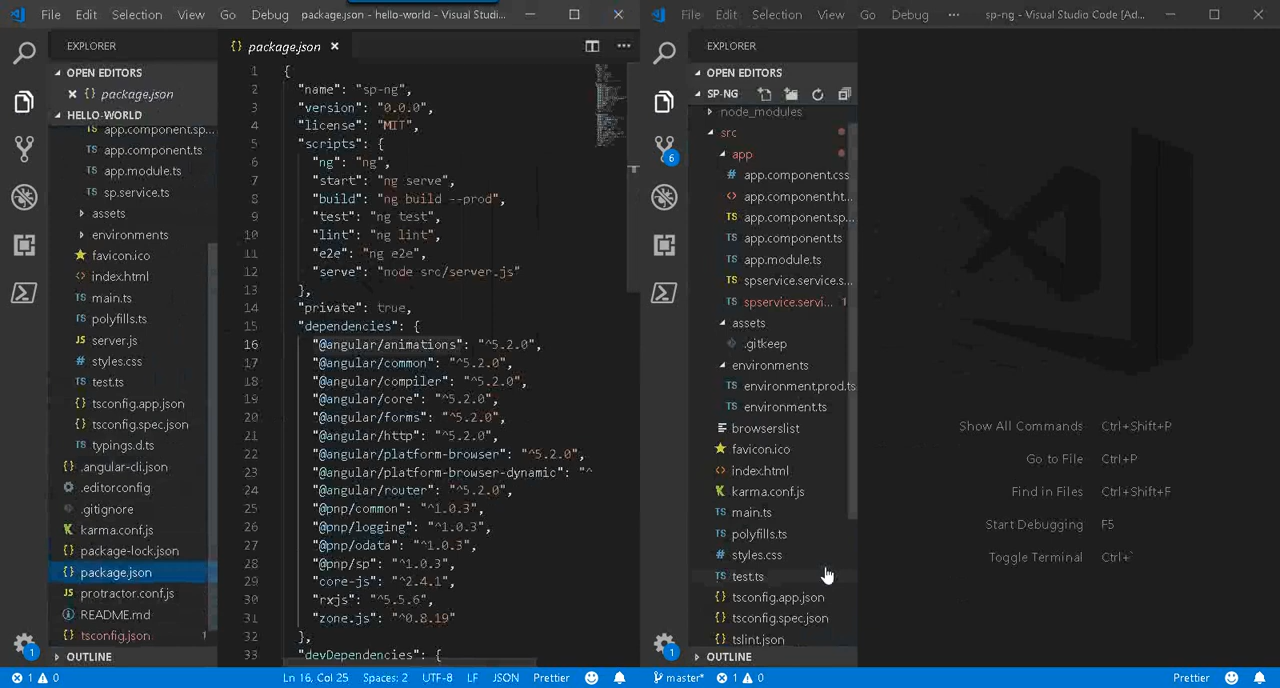 File Edit Selection View Go Debug package.json - hello-world - Visual Studi...
EXPLORER
OPEN EDITORS
{} package.json
HELLO-WORLD
app.component.sp...
TS app.component.ts
TS app.module.ts
TS sp.service.ts
assets
environments
favicon.ico
index.html
TS main.ts
TS polyfills.ts
JS server.js
# styles.css
TS test.ts
{} tsconfig.app.json
{} tsconfig.spec.json
TS typings.d.ts
{} .angular-cli.json
.editorconfig
.gitignore
karma.conf.js
{} package-lock.json
{} package.json
JS protractor.conf.js
README.md
{} tsconfig.json 1
OUTLINE
1
{} package.json
1 {
2 "name": "sp-ng",
3 "version": "0.0.0",
4 "license": "MIT",
5 "scripts": {
6 "ng": "ng",
7 "start": "ng serve",
8 "build": "ng build --prod",
9 "test": "ng test",
10 "lint": "ng lint",
11 "e2e": "ng e2e",
12 "serve": "node src/server.js"
13 },
14 "private": true,
15 "dependencies": {
16 "@angular/animations": "^5.2.0",
17 "@angular/common": "^5.2.0",
18 "@angular/compiler": "^5.2.0",
19 "@angular/core": "^5.2.0",
20 "@angular/forms": "^5.2.0",
21 "@angular/http": "^5.2.0",
22 "@angular/platform-browser": "^5.2.0",
23 "@angular/platform-browser-dynamic": "^
24 "@angular/router": "^5.2.0",
25 "@pnp/common": "^1.0.3",
26 "@pnp/logging": "^1.0.3",
27 "@pnp/odata": "^1.0.3",
28 "@pnp/sp": "^1.0.3",
29 "core-js": "^2.4.1",
30 "rxjs": "^5.5.6",
31 "zone.js": "^0.8.19"
32 },
33 "devDependencies": {
1 0 Ln 16, Col 25 Spaces: 2 UTF-8 LF JSON Prettier
File Edit Selection View Go Debug ... sp-ng - Visual Studio Code [Ad...
EXPLORER
OPEN EDITORS
SP-NG
node_modules
src
app
# app.component.css
app.component.ht...
TS app.component.sp...
TS app.component.ts
TS app.module.ts
TS spservice.service.s...
TS spservice.servi... 1
assets
.gitkeep
environments
TS environment.prod.ts
TS environment.ts
browserslist
favicon.ico
index.html
karma.conf.js
TS main.ts
TS polyfills.ts
# styles.css
TS test.ts
{} tsconfig.app.json
{} tsconfig.spec.json
{} tslint.json
OUTLINE
6
1
Show All Commands Ctrl+Shift+P
Go to File Ctrl+P
Find in Files Ctrl+Shift+F
Start Debugging F5
Toggle Terminal Ctrl+`
master* 1 0 Prettier